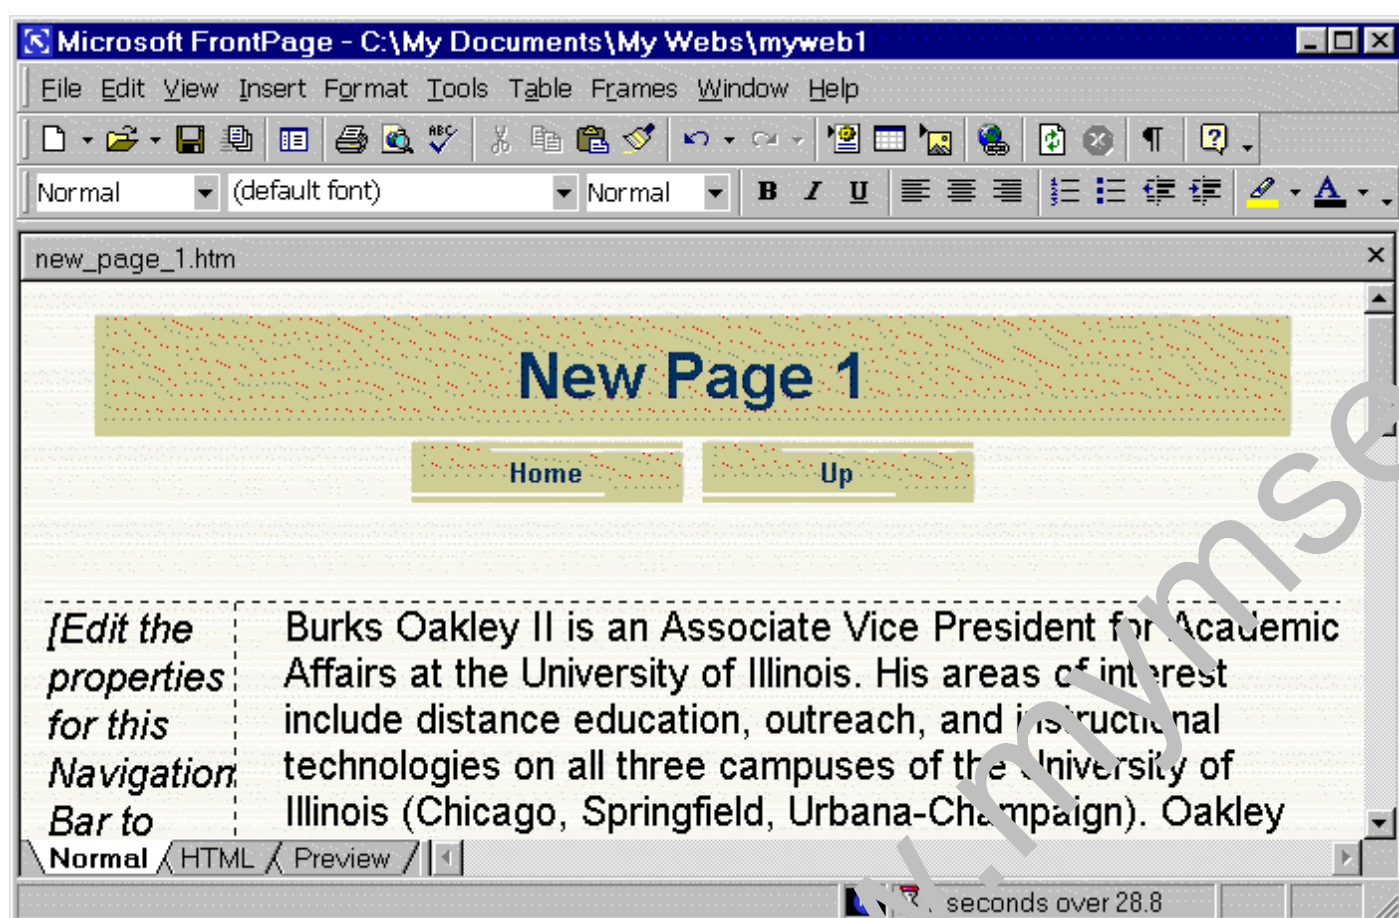 Microsoft FrontPage - C:\My Documents\My Webs\myweb1
File Edit View Insert Format Tools Table Frames Window Help
ABC
Normal (default font) Normal B I U A
new_page_1.htm
New Page 1
Home Up
[Edit the
properties
for this
Navigation
Bar to
Burks Oakley II is an Associate Vice President for Academic
Affairs at the University of Illinois. His areas of interest
include distance education, outreach, and instructional
technologies on all three campuses of the University of
Illinois (Chicago, Springfield, Urbana-Champaign). Oakley
Normal HTML Preview
seconds over 28.8